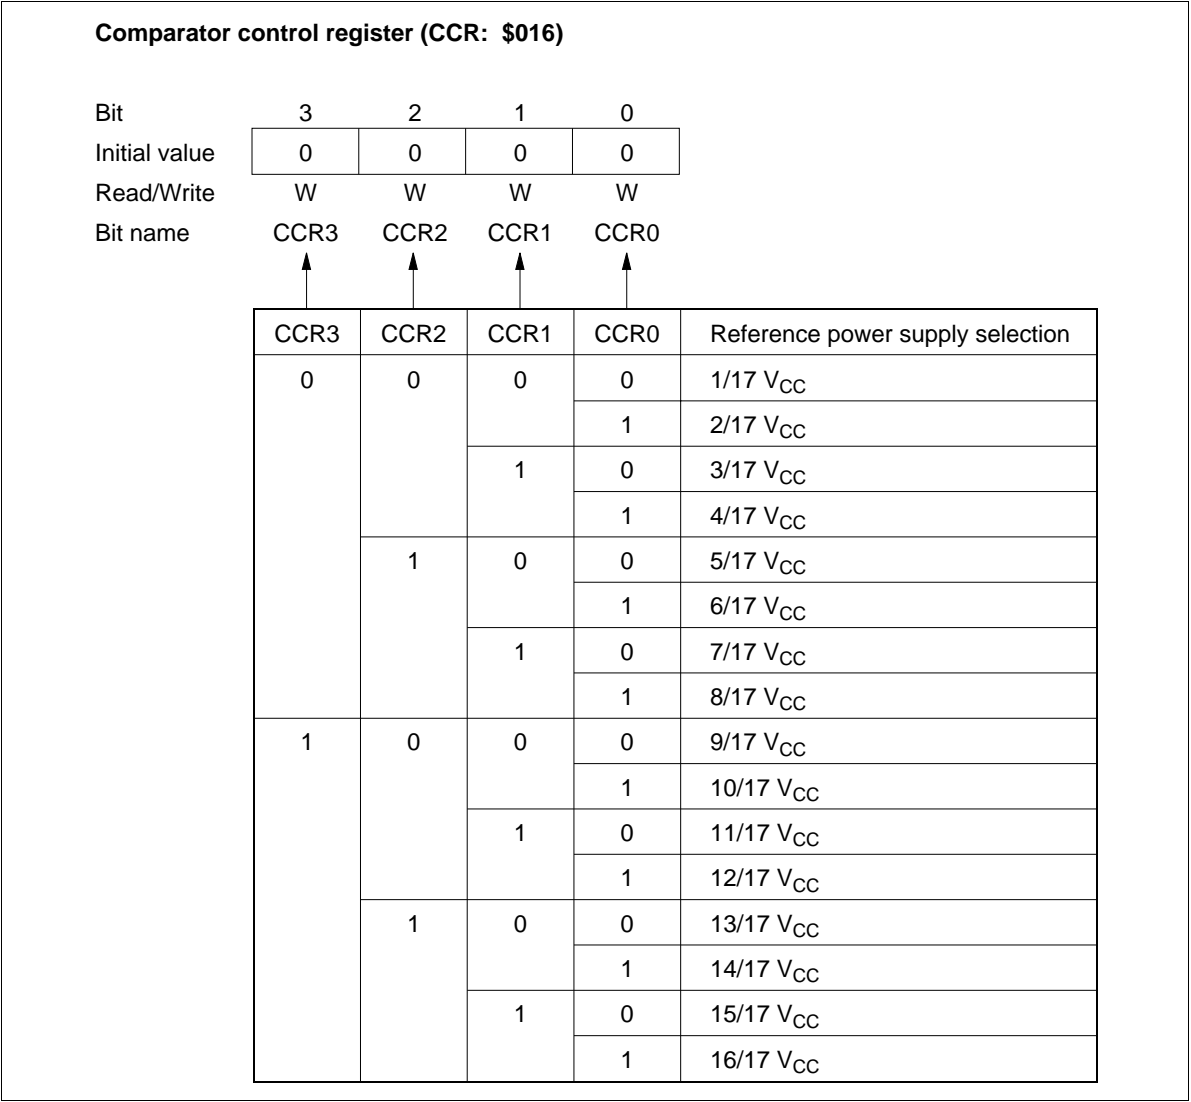 Comparator control register (CCR: $016)
Bit 3 2 1 0
Initial value 0 0 0 0
Read/Write W W W W
Bit name CCR3 CCR2 CCR1 CCR0
CCR3 CCR2 CCR1 CCR0 Reference power supply selection
0 0 0 0 1/17 VCC
1 2/17 VCC
1 0 3/17 VCC
1 4/17 VCC
1 0 0 5/17 VCC
1 6/17 VCC
1 0 7/17 VCC
1 8/17 VCC
1 0 0 0 9/17 VCC
1 10/17 VCC
1 0 11/17 VCC
1 12/17 VCC
1 0 0 13/17 VCC
1 14/17 VCC
1 0 15/17 VCC
1 16/17 VCC